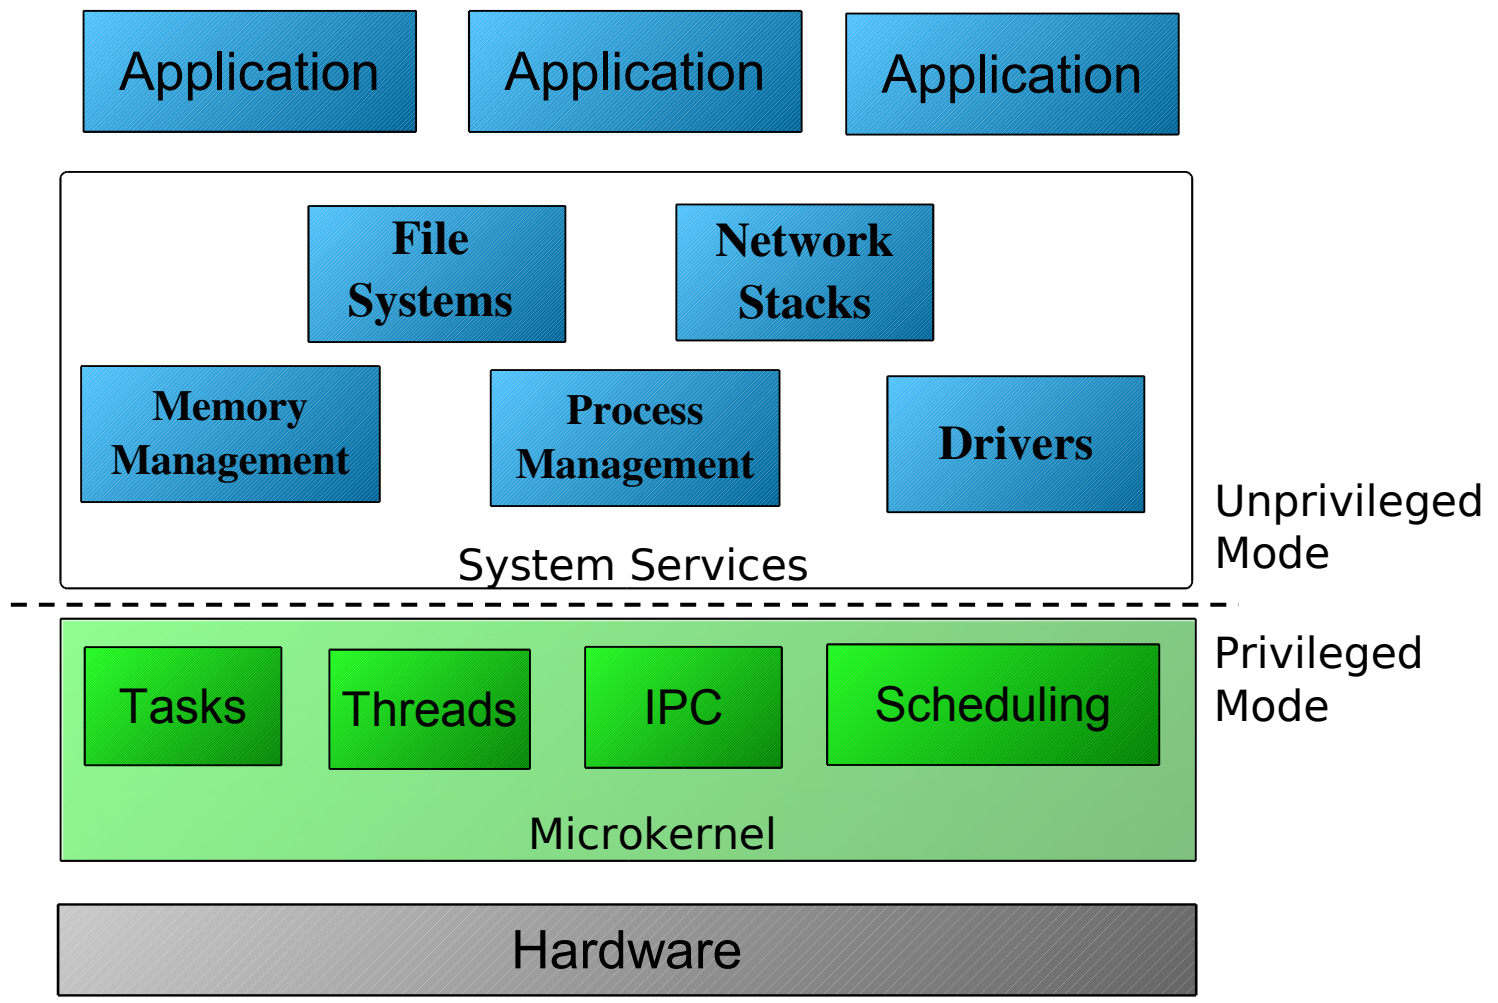 Application
Application
Application
File
Systems
Network
Stacks
Memory
Management
Process
Management
Drivers
System Services
Unprivileged
Mode
Privileged
Mode
Tasks
Threads
IPC
Scheduling
Microkernel
Hardware